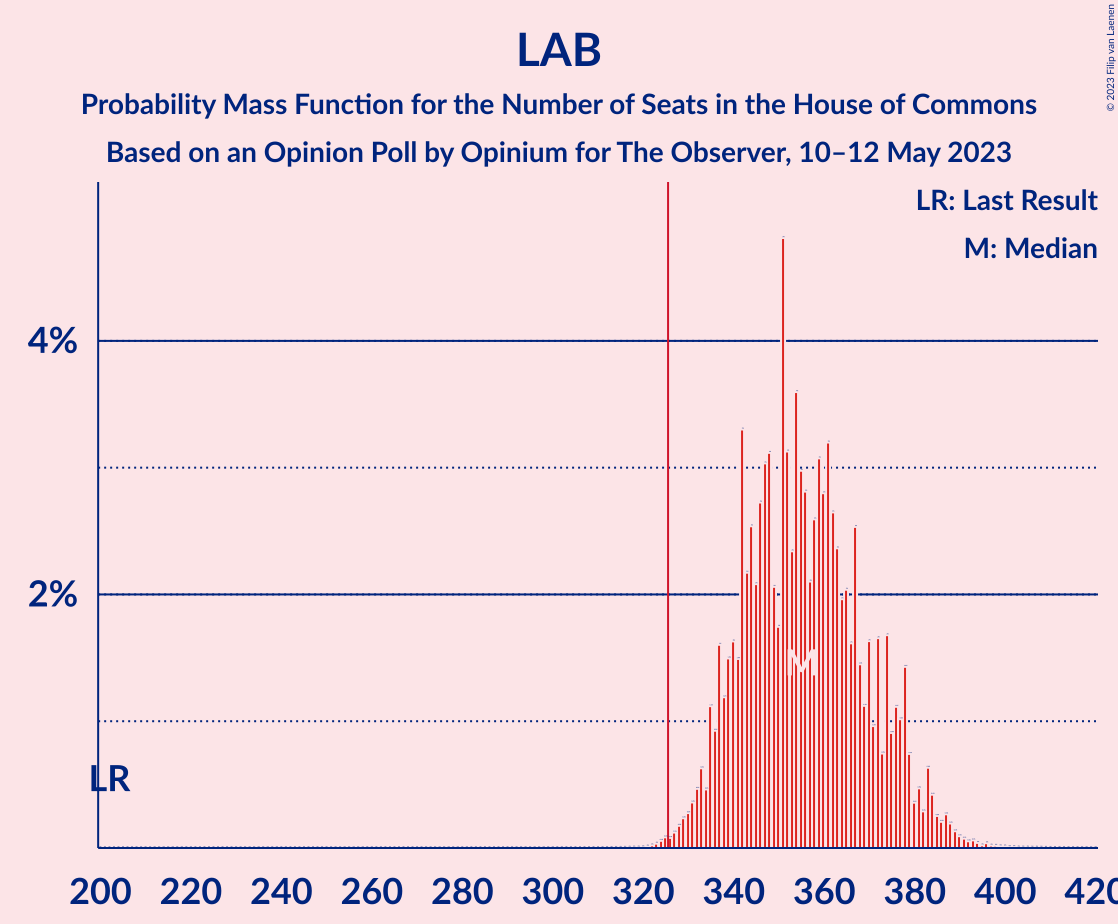 LAB
Probability Mass Function for the Number of Seats in the House of Commons
Based on an Opinion Poll by Opinium for The Observer, 10–12 May 2023
© 2023 Filip van Laenen
LR: Last Result
M: Median
4%
2%
M
LR
200 220 240 260 280 300 320 340 360 380 400 420